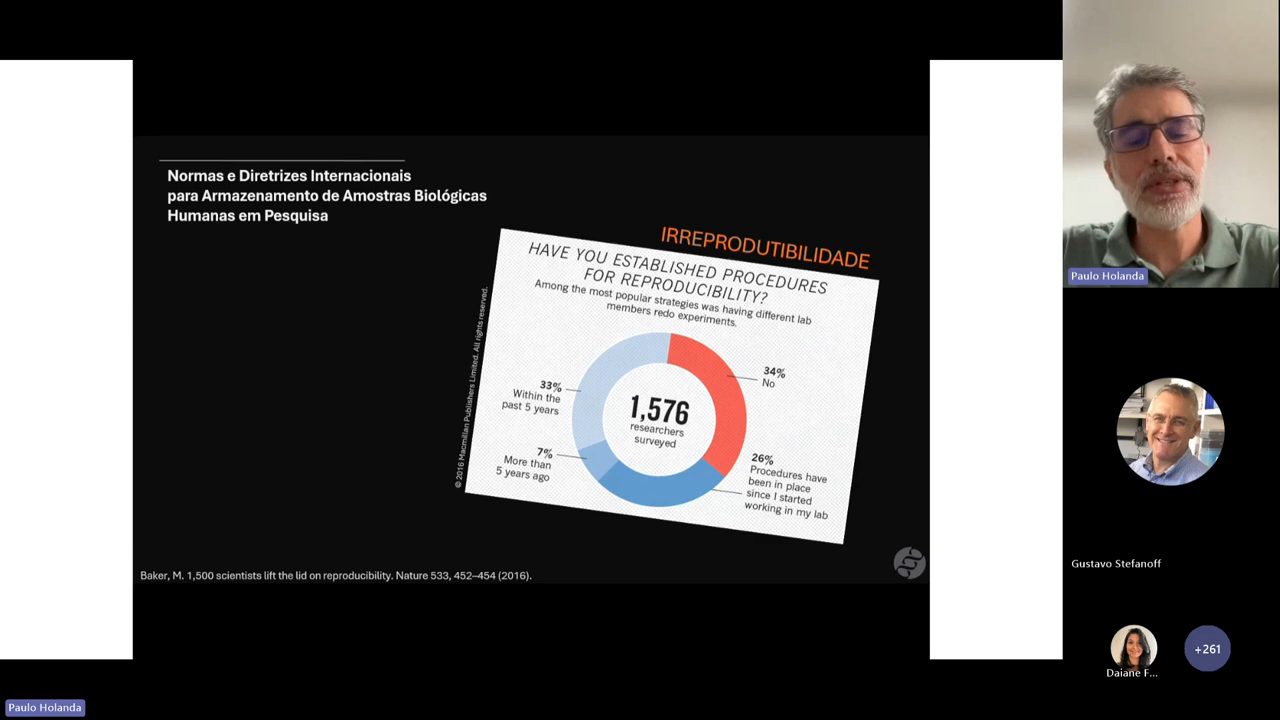 Normas e Diretrizes Internacionais
para Armazenamento de Amostras Biológicas
Humanas em Pesquisa
IRREPRODUTIBILIDADE
HAVE YOU ESTABLISHED PROCEDURES
FOR REPRODUCIBILITY?
Among the most popular strategies was having different lab
members redo experiments.
34%
No
33%
Within the
past 5 years
1,576
researchers
surveyed
7%
More than
5 years ago
26%
Procedures have
been in place
since I started
working in my lab
© 2016 Macmillan Publishers Limited. All rights reserved.
Baker, M. 1,500 scientists lift the lid on reproducibility. Nature 533, 452–454 (2016).
Paulo Holanda
Gustavo Stefanoff
Daiane F...
+261
Paulo Holanda